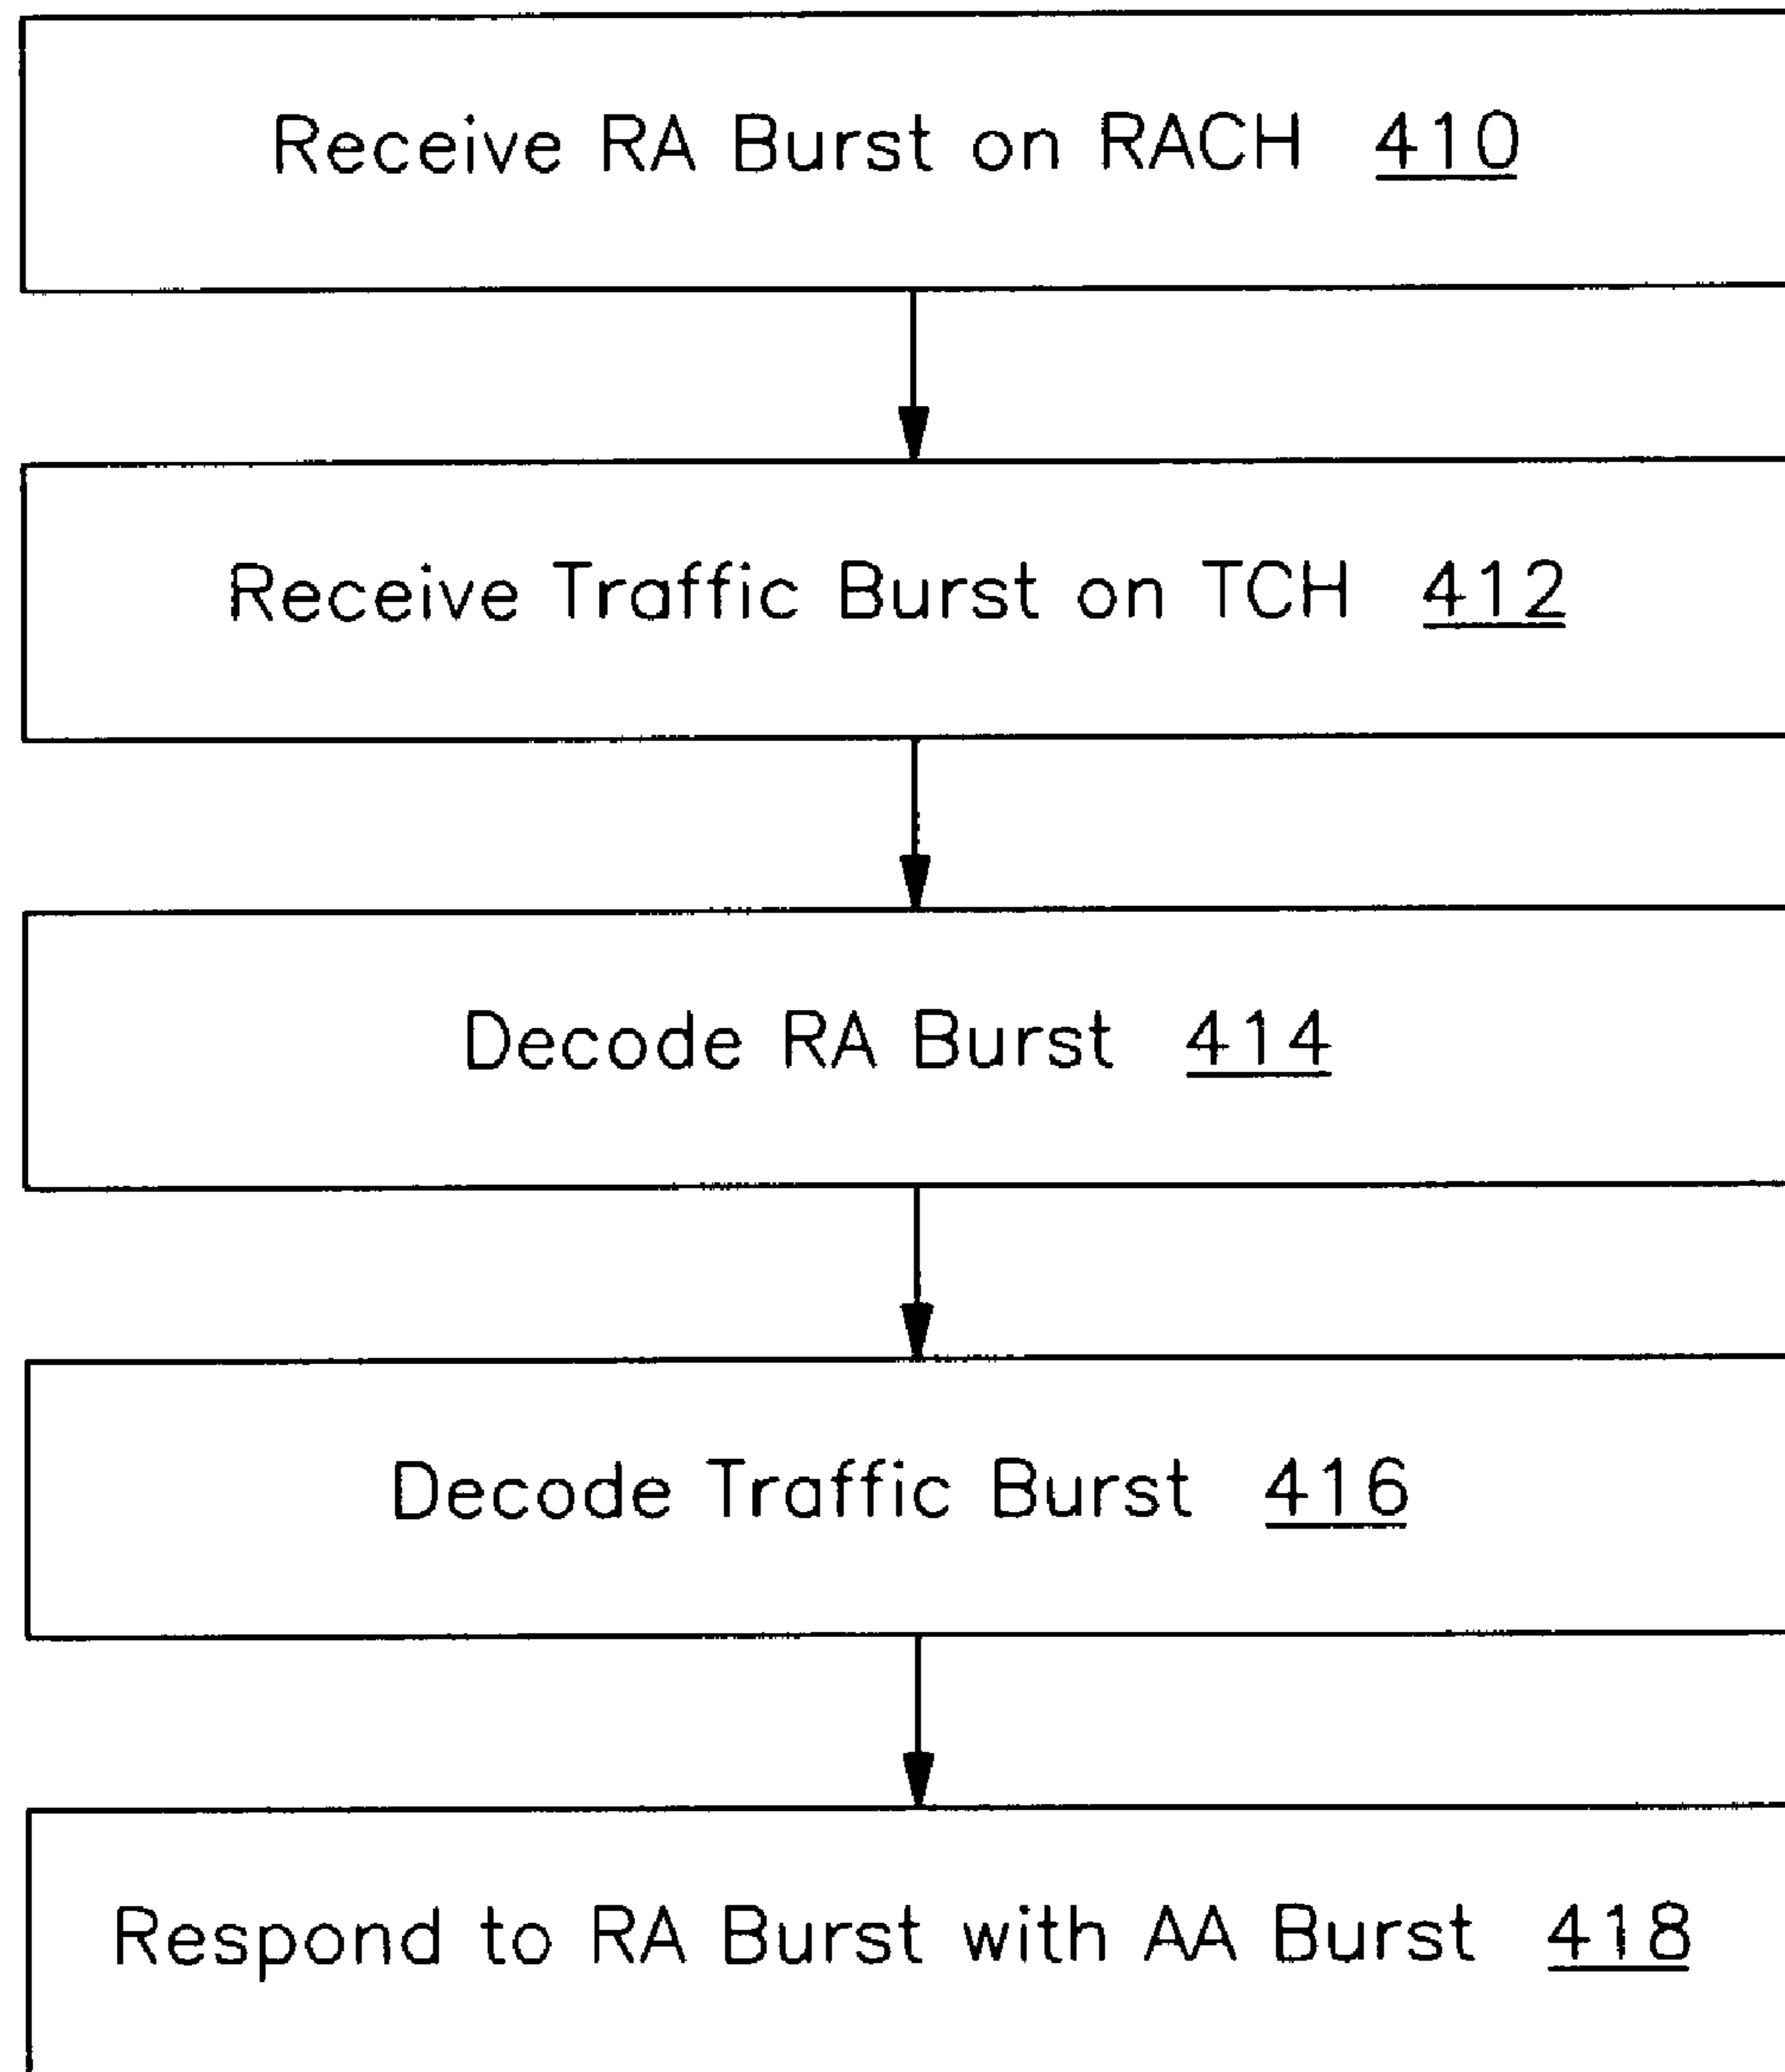 Receive RA Burst on RACH 410
Receive Traffic Burst on TCH 412
Decode RA Burst 414
Decode Traffic Burst 416
Respond to RA Burst with AA Burst 418